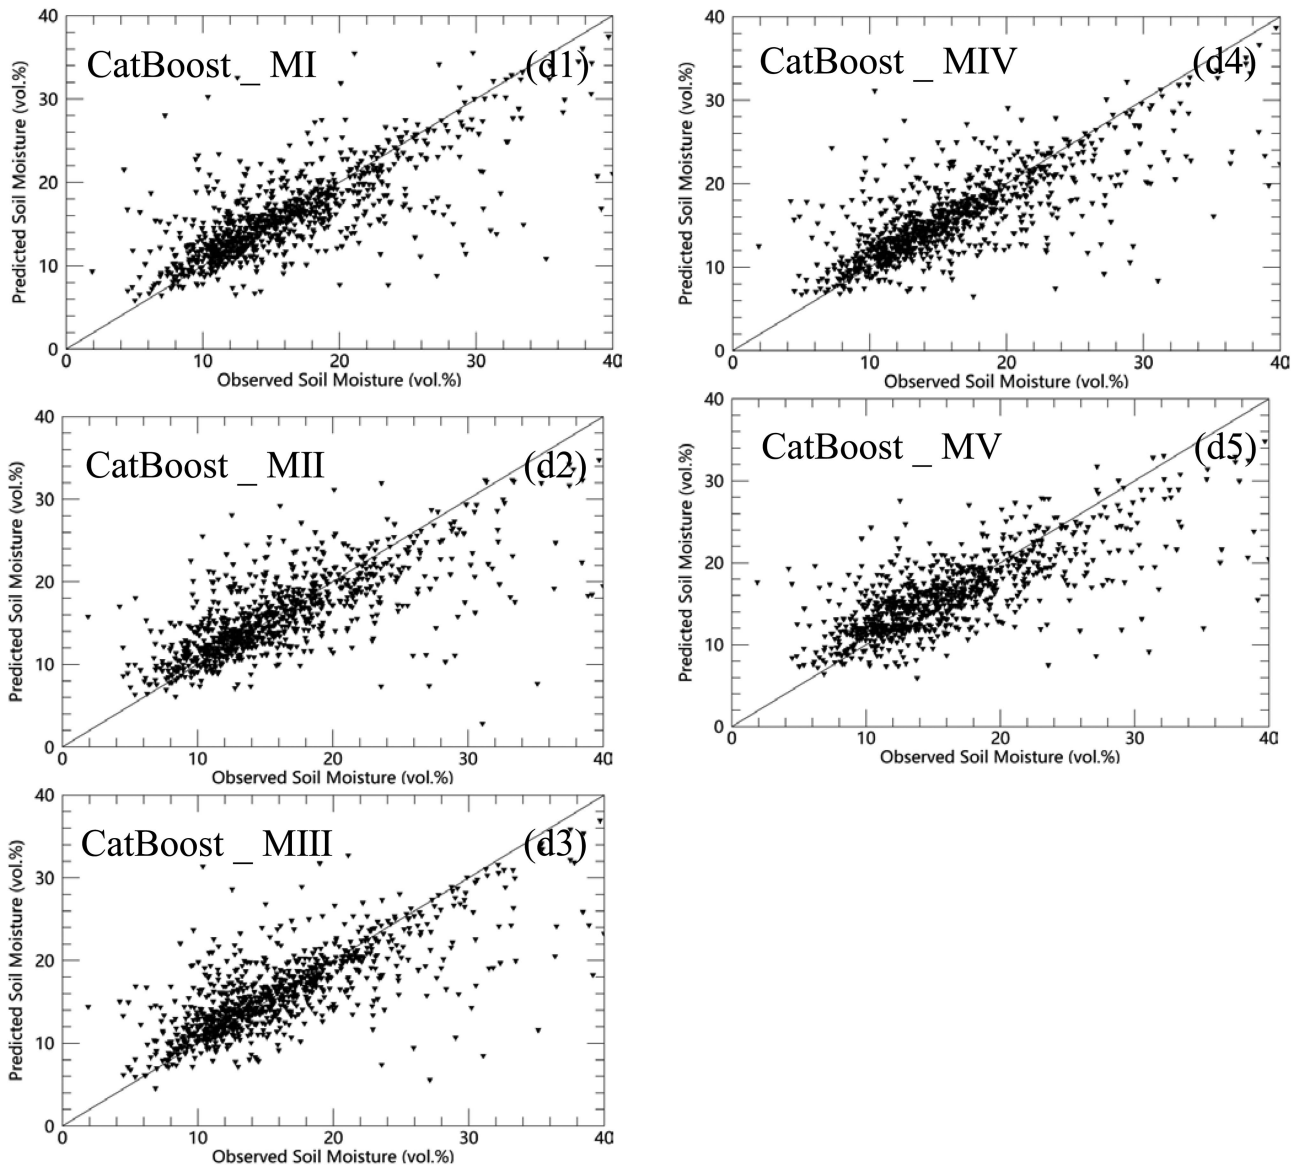 40
30
20
10
0
Predicted Soil Moisture (vol.%)
CatBoost _ MI
(d1)
0 10 20 30 40
Observed Soil Moisture (vol.%)
40
30
20
10
0
Predicted Soil Moisture (vol.%)
CatBoost _ MIV
(d4)
0 10 20 30 40
Observed Soil Moisture (vol.%)
40
30
20
10
0
Predicted Soil Moisture (vol.%)
CatBoost _ MII
(d2)
0 10 20 30 40
Observed Soil Moisture (vol.%)
40
30
20
10
0
Predicted Soil Moisture (vol.%)
CatBoost _ MV
(d5)
0 10 20 30 40
Observed Soil Moisture (vol.%)
40
30
20
10
0
Predicted Soil Moisture (vol.%)
CatBoost _ MIII
(d3)
0 10 20 30 40
Observed Soil Moisture (vol.%)